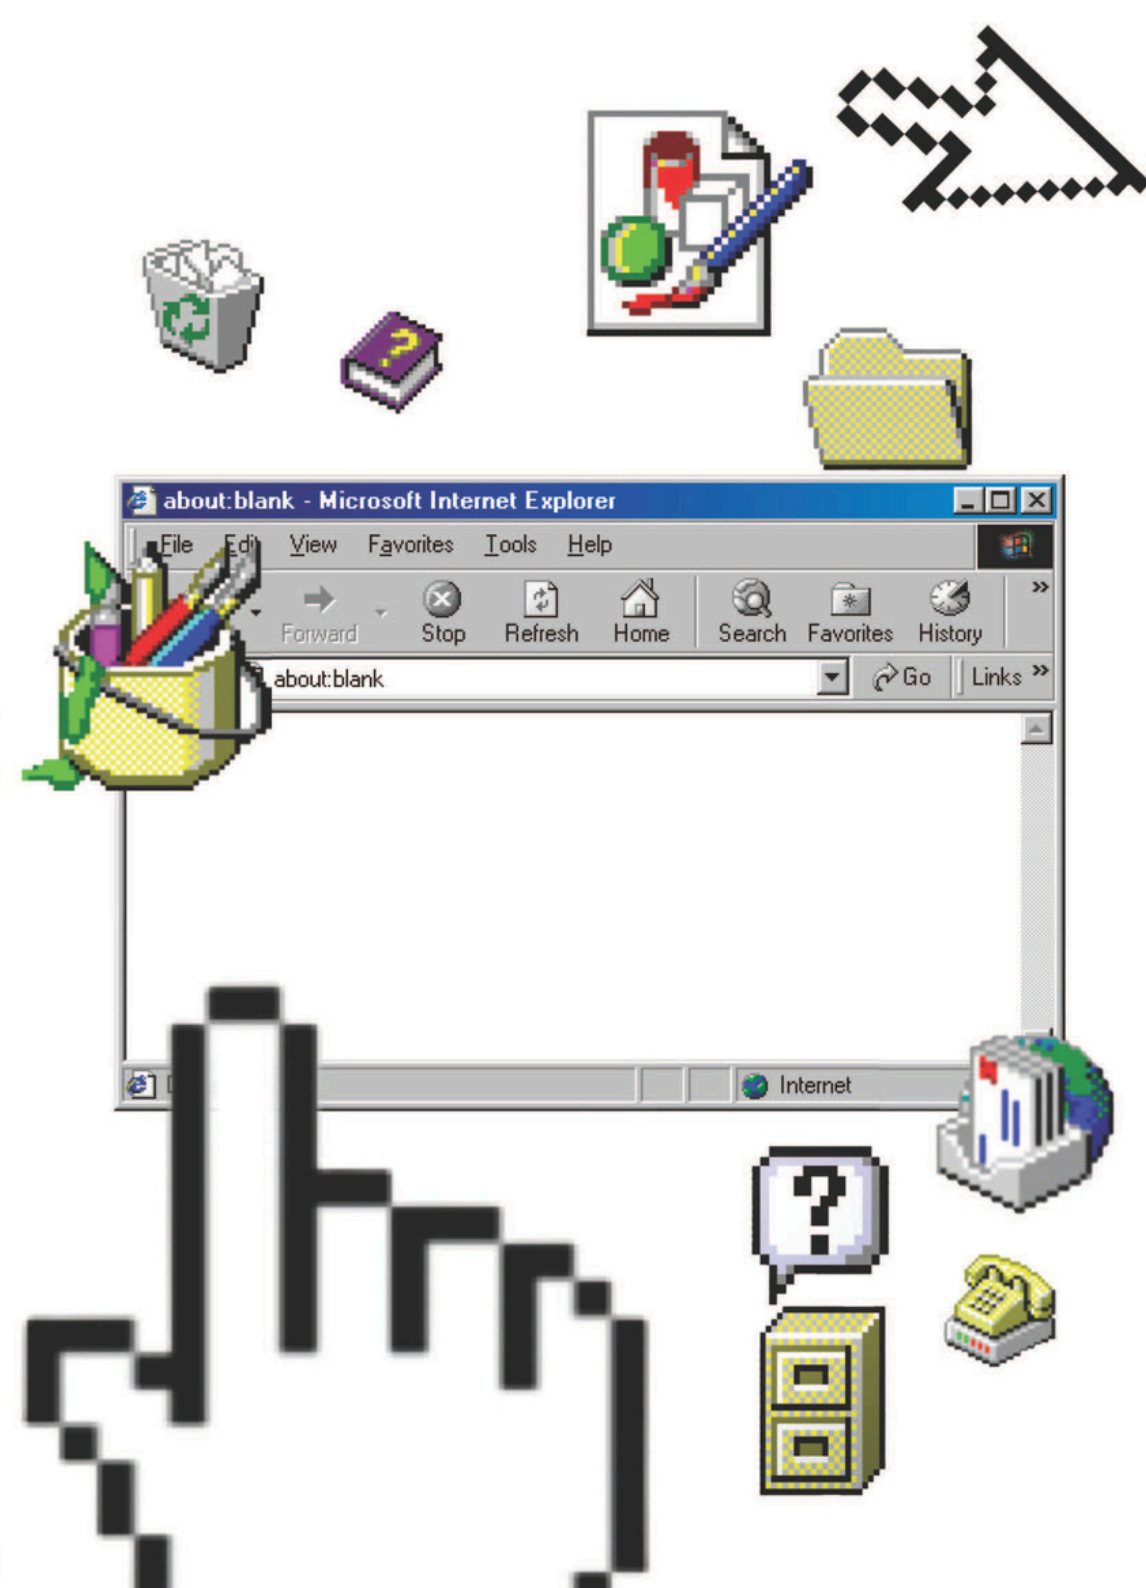 ?
about:blank - Microsoft Internet Explorer
File Edit View Favorites Tools Help
Forward Stop Refresh Home Search Favorites History »
about:blank Go Links »
Internet
?